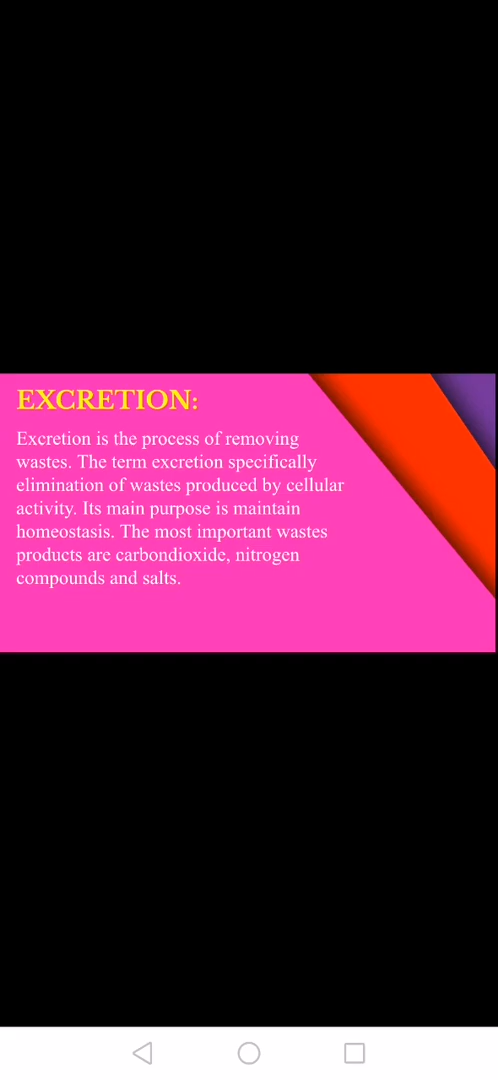 EXCRETION:
Excretion is the process of removing
wastes. The term excretion specifically
elimination of wastes produced by cellular
activity. Its main purpose is maintain
homeostasis. The most important wastes
products are carbondioxide, nitrogen
compounds and salts.